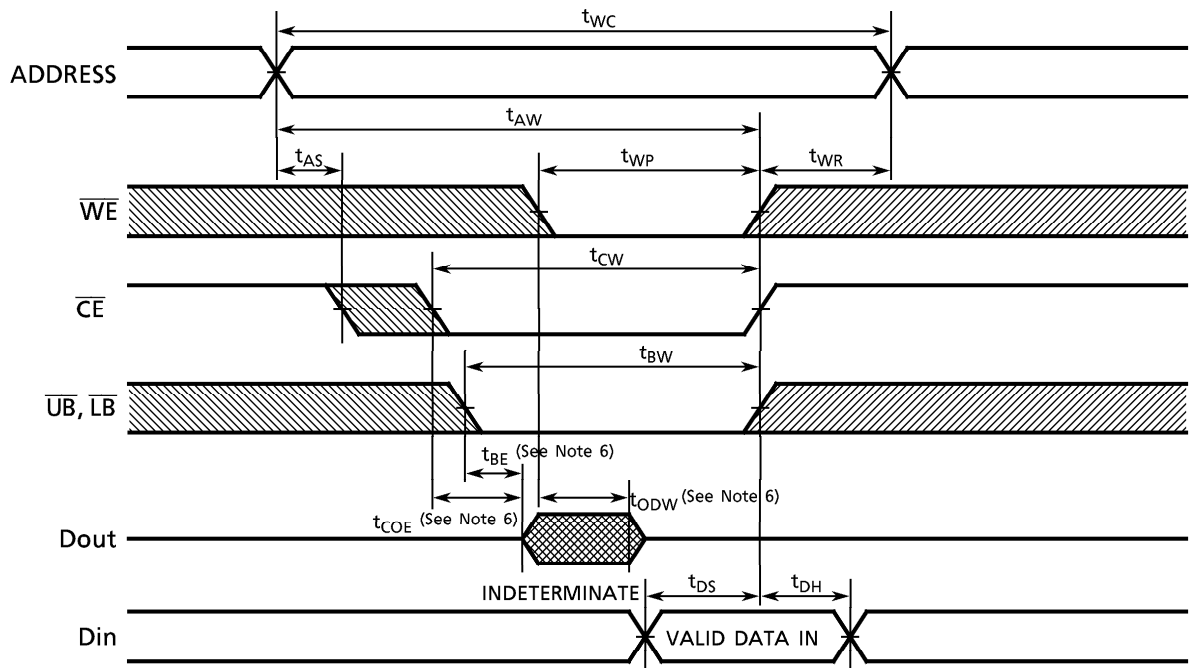 tWC
ADDRESS
tAW
tAS
tWP
tWR
WE
tCW
CE
tBW
UB, LB
tBE (See Note 6)
tODW (See Note 6)
tCOE (See Note 6)
Dout
INDETERMINATE
tDS
tDH
Din
VALID DATA IN